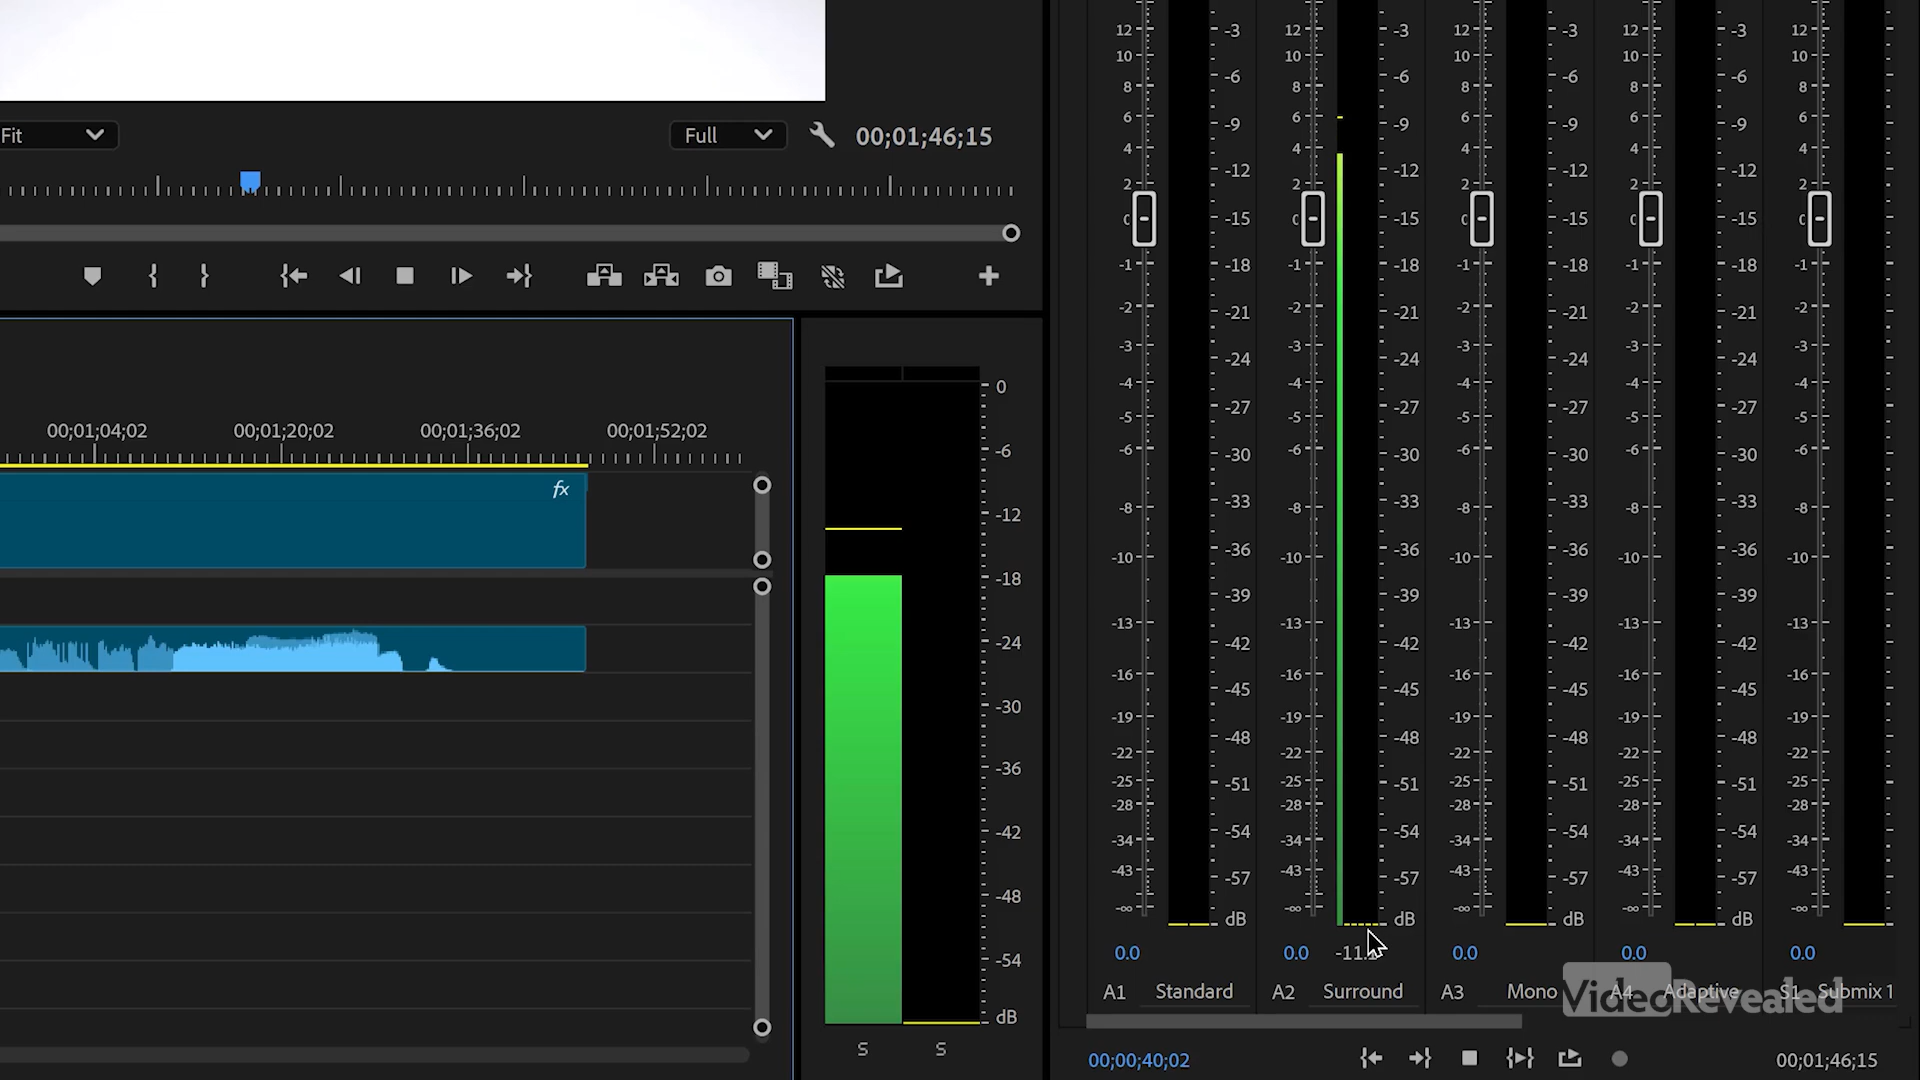 Fit
Full
00;01;46;15
00;01;04;02 00;01;20;02 00;01;36;02 00;01;52;02
fx
0
-6
-12
-18
-24
-30
-36
-42
-48
-54
dB
S S
12 -3 12 -3 12 -3 12 -3 12
10 10 10 10 10
8 -6 8 -6 8 -6 8 -6 8
6 -9 6 -9 6 -9 6 -9 6
4 4 4 4 4
2 -12 2 -12 2 -12 2 -12 2
0 -15 0 -15 0 -15 0 -15 0
-1 -18 -1 -18 -1 -18 -1 -18 -1
-2 -21 -2 -21 -2 -21 -2 -21 -2
-3 -24 -3 -24 -3 -24 -3 -24 -3
-4 -4 -4 -4 -4
-5 -27 -5 -27 -5 -27 -5 -27 -5
-6 -30 -6 -30 -6 -30 -6 -30 -6
-8 -33 -8 -33 -8 -33 -8 -33 -8
-10 -36 -10 -36 -10 -36 -10 -36 -10
-39 -39 -39 -39
-13 -42 -13 -42 -13 -42 -13 -42 -13
-16 -45 -16 -45 -16 -45 -16 -45 -16
-19 -48 -19 -48 -19 -48 -19 -48 -19
-22 -22 -22 -22 -22
-25 -51 -25 -51 -25 -51 -25 -51 -25
-28 -28 -28 -28 -28
-34 -54 -34 -54 -34 -54 -34 -54 -34
-43 -57 -43 -57 -43 -57 -43 -57 -43
-∞ dB -∞ dB -∞ dB -∞ dB -∞
0.0 0.0 0.0 0.0 0.0
A1 Standard A2 Surround A3 Mono A4 Adaptive S1 Submix 1
VideoRevealed
00;00;40;02 00;01;46;15